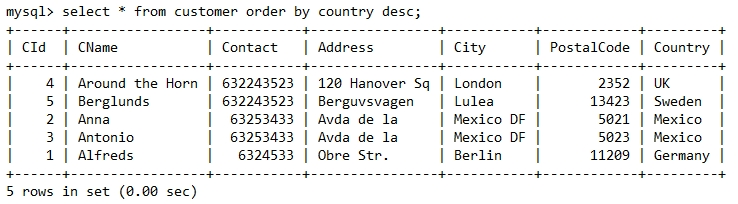 mysql> select * from customer order by country desc;
+------+-----------------+-----------+----------------+-----------+------------+---------+
| CId  | CName           | Contact   | Address        | City      | PostalCode | Country |
+------+-----------------+-----------+----------------+-----------+------------+---------+
|    4 | Around the Horn | 632243523 | 120 Hanover Sq | London    |       2352 | UK      |
|    5 | Berglunds       | 632243523 | Berguvsvagen   | Lulea     |      13423 | Sweden  |
|    2 | Anna            |  63253433 | Avda de la     | Mexico DF |       5021 | Mexico  |
|    3 | Antonio         |  63253433 | Avda de la     | Mexico DF |       5023 | Mexico  |
|    1 | Alfreds         |   6324533 | Obre Str.      | Berlin    |      11209 | Germany |
+------+-----------------+-----------+----------------+-----------+------------+---------+
5 rows in set (0.00 sec)